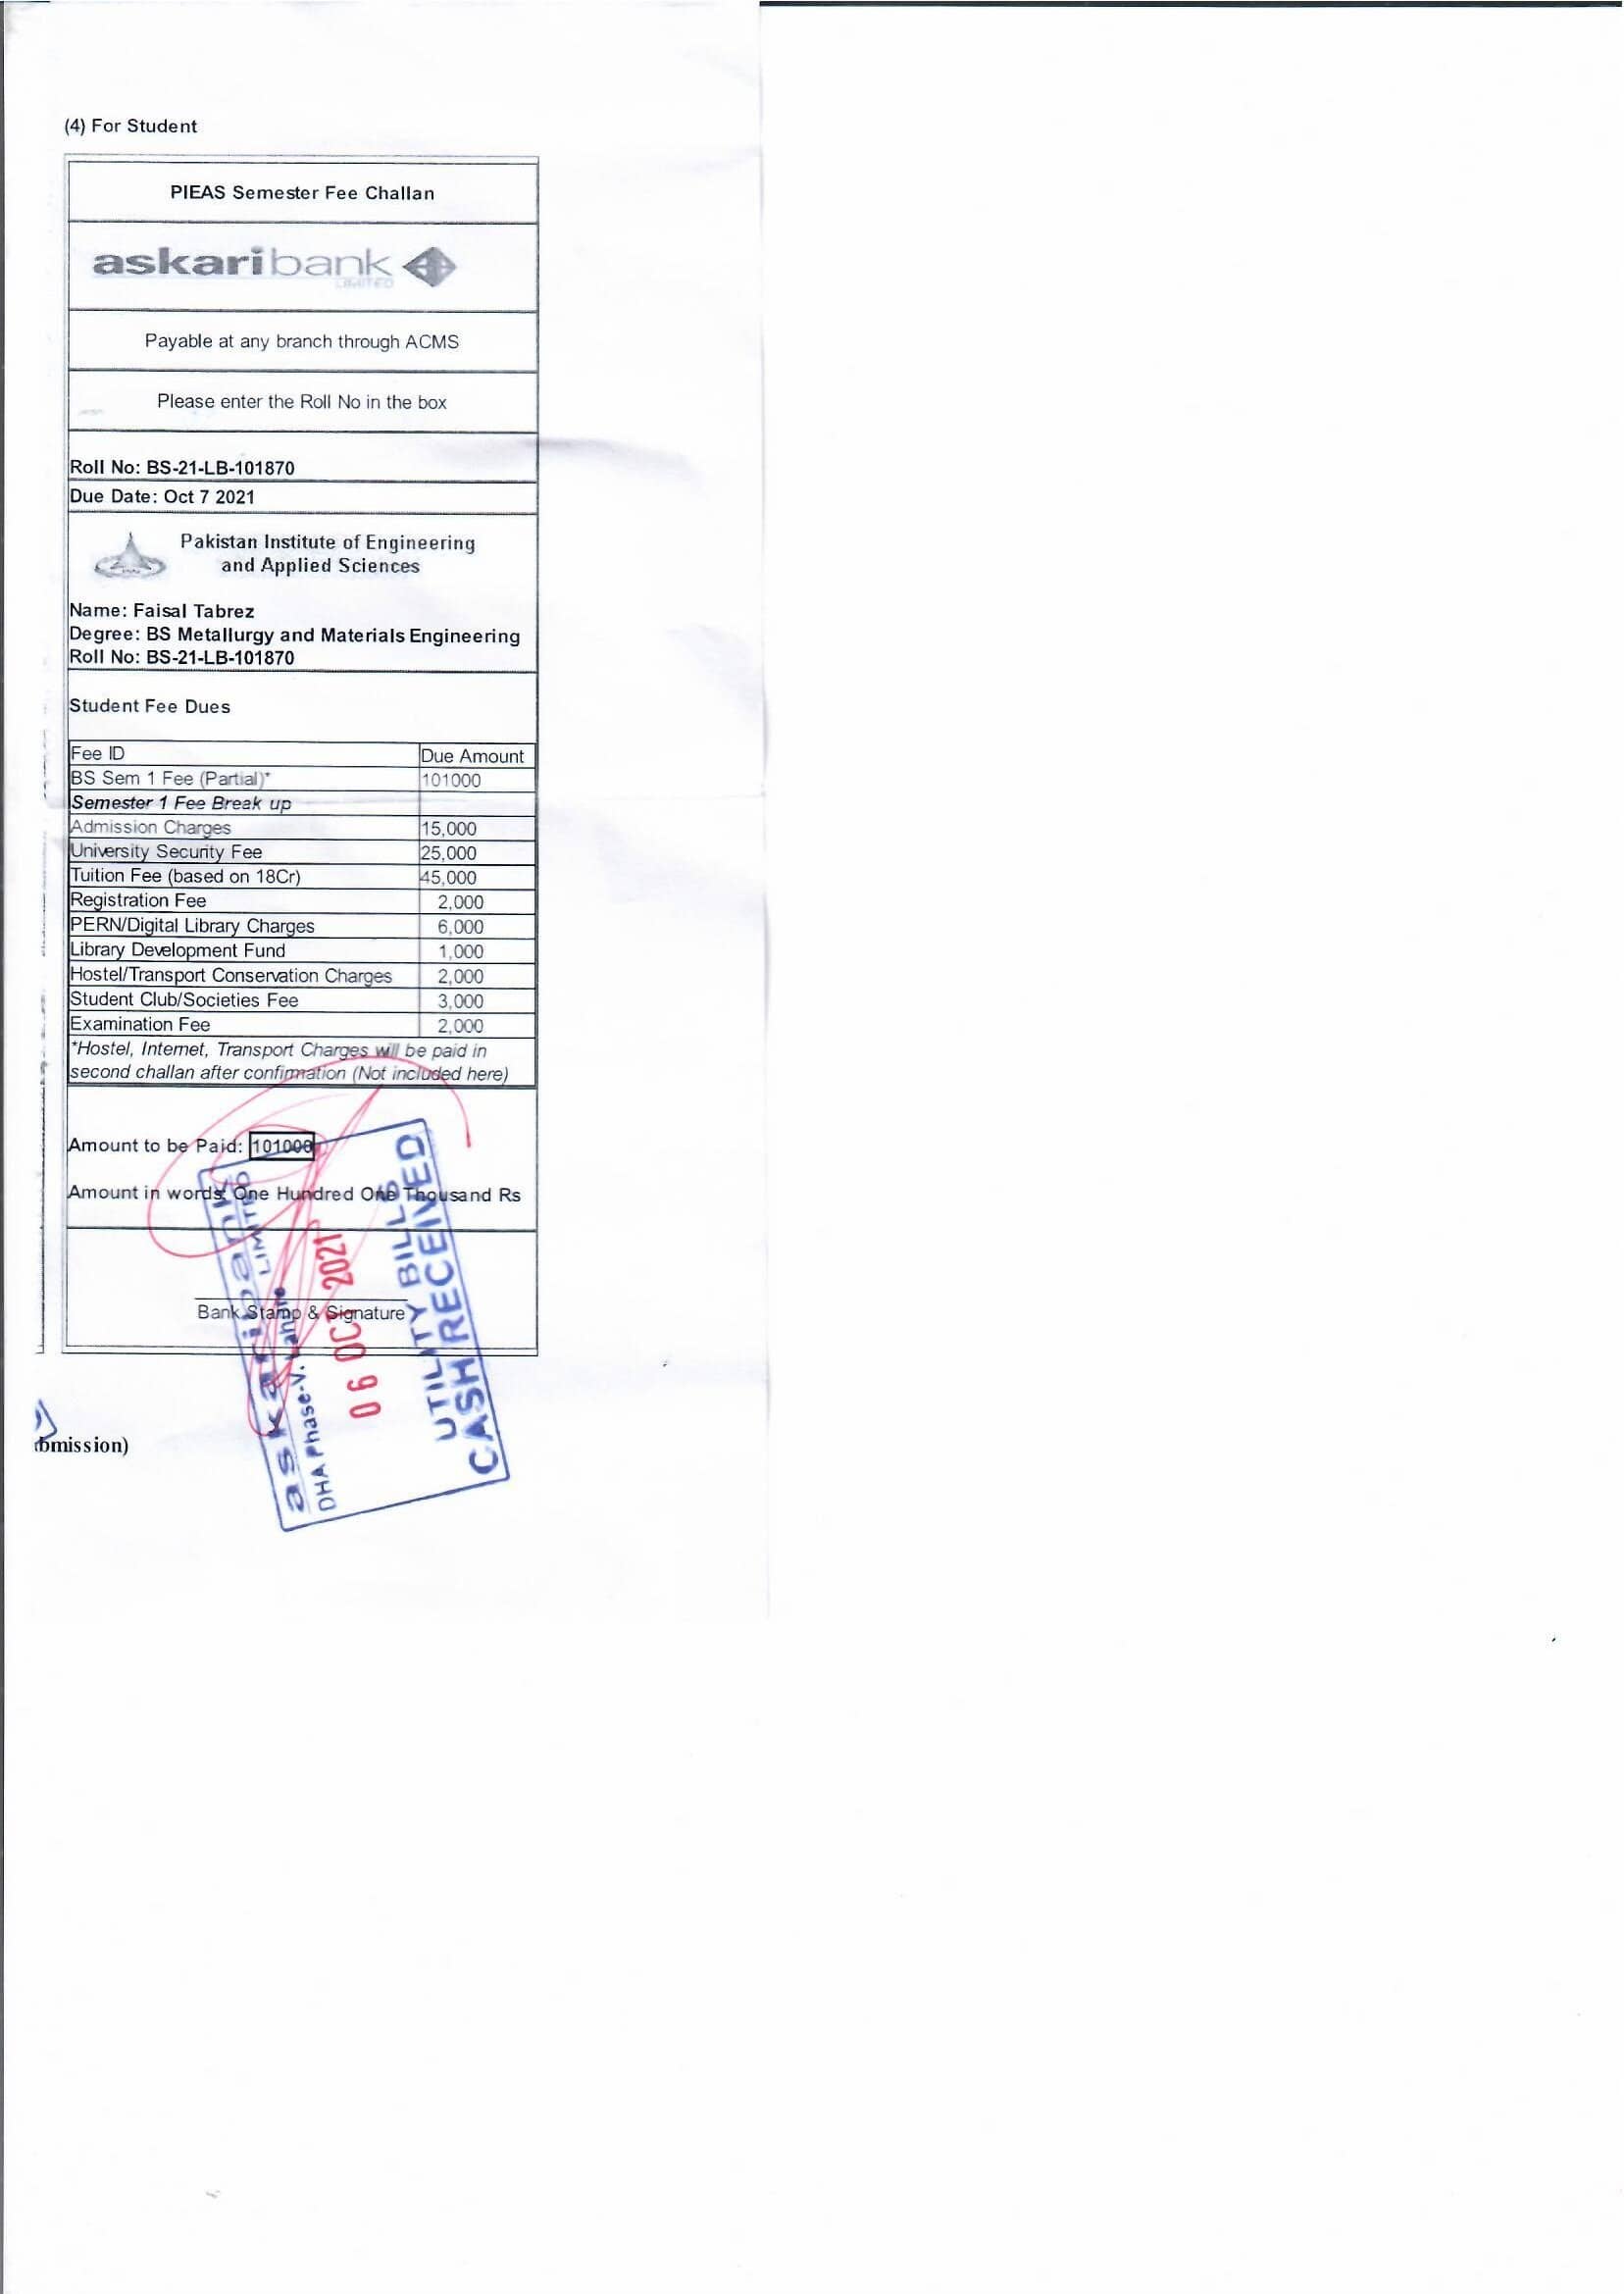 (4) For Student
PIEAS Semester Fee Challan
askaribank
LIMITED
Payable at any branch through ACMS
Please enter the Roll No in the box
Roll No: BS-21-LB-101870
Due Date: Oct 7 2021
Pakistan Institute of Engineering
and Applied Sciences
Name: Faisal Tabrez
Degree: BS Metallurgy and Materials Engineering
Roll No: BS-21-LB-101870
Student Fee Dues
Fee ID Due Amount
BS Sem 1 Fee (Partial)* 101000
Semester 1 Fee Break up
Admission Charges 15,000
University Security Fee 25,000
Tuition Fee (based on 18Cr) 45,000
Registration Fee 2,000
PERN/Digital Library Charges 6,000
Library Development Fund 1,000
Hostel/Transport Conservation Charges 2,000
Student Club/Societies Fee 3,000
Examination Fee 2,000
*Hostel, Internet, Transport Charges will be paid in
second challan after confirmation (Not included here)
Amount to be Paid: 101000
Amount in words: One Hundred One Thousand Rs
Bank Stamp & Signature
askaribank
LIMITED
DHA Phase-V. Lahore
06 OCT 2021
UTILITY BILLS
CASH RECEIVED
bmission)